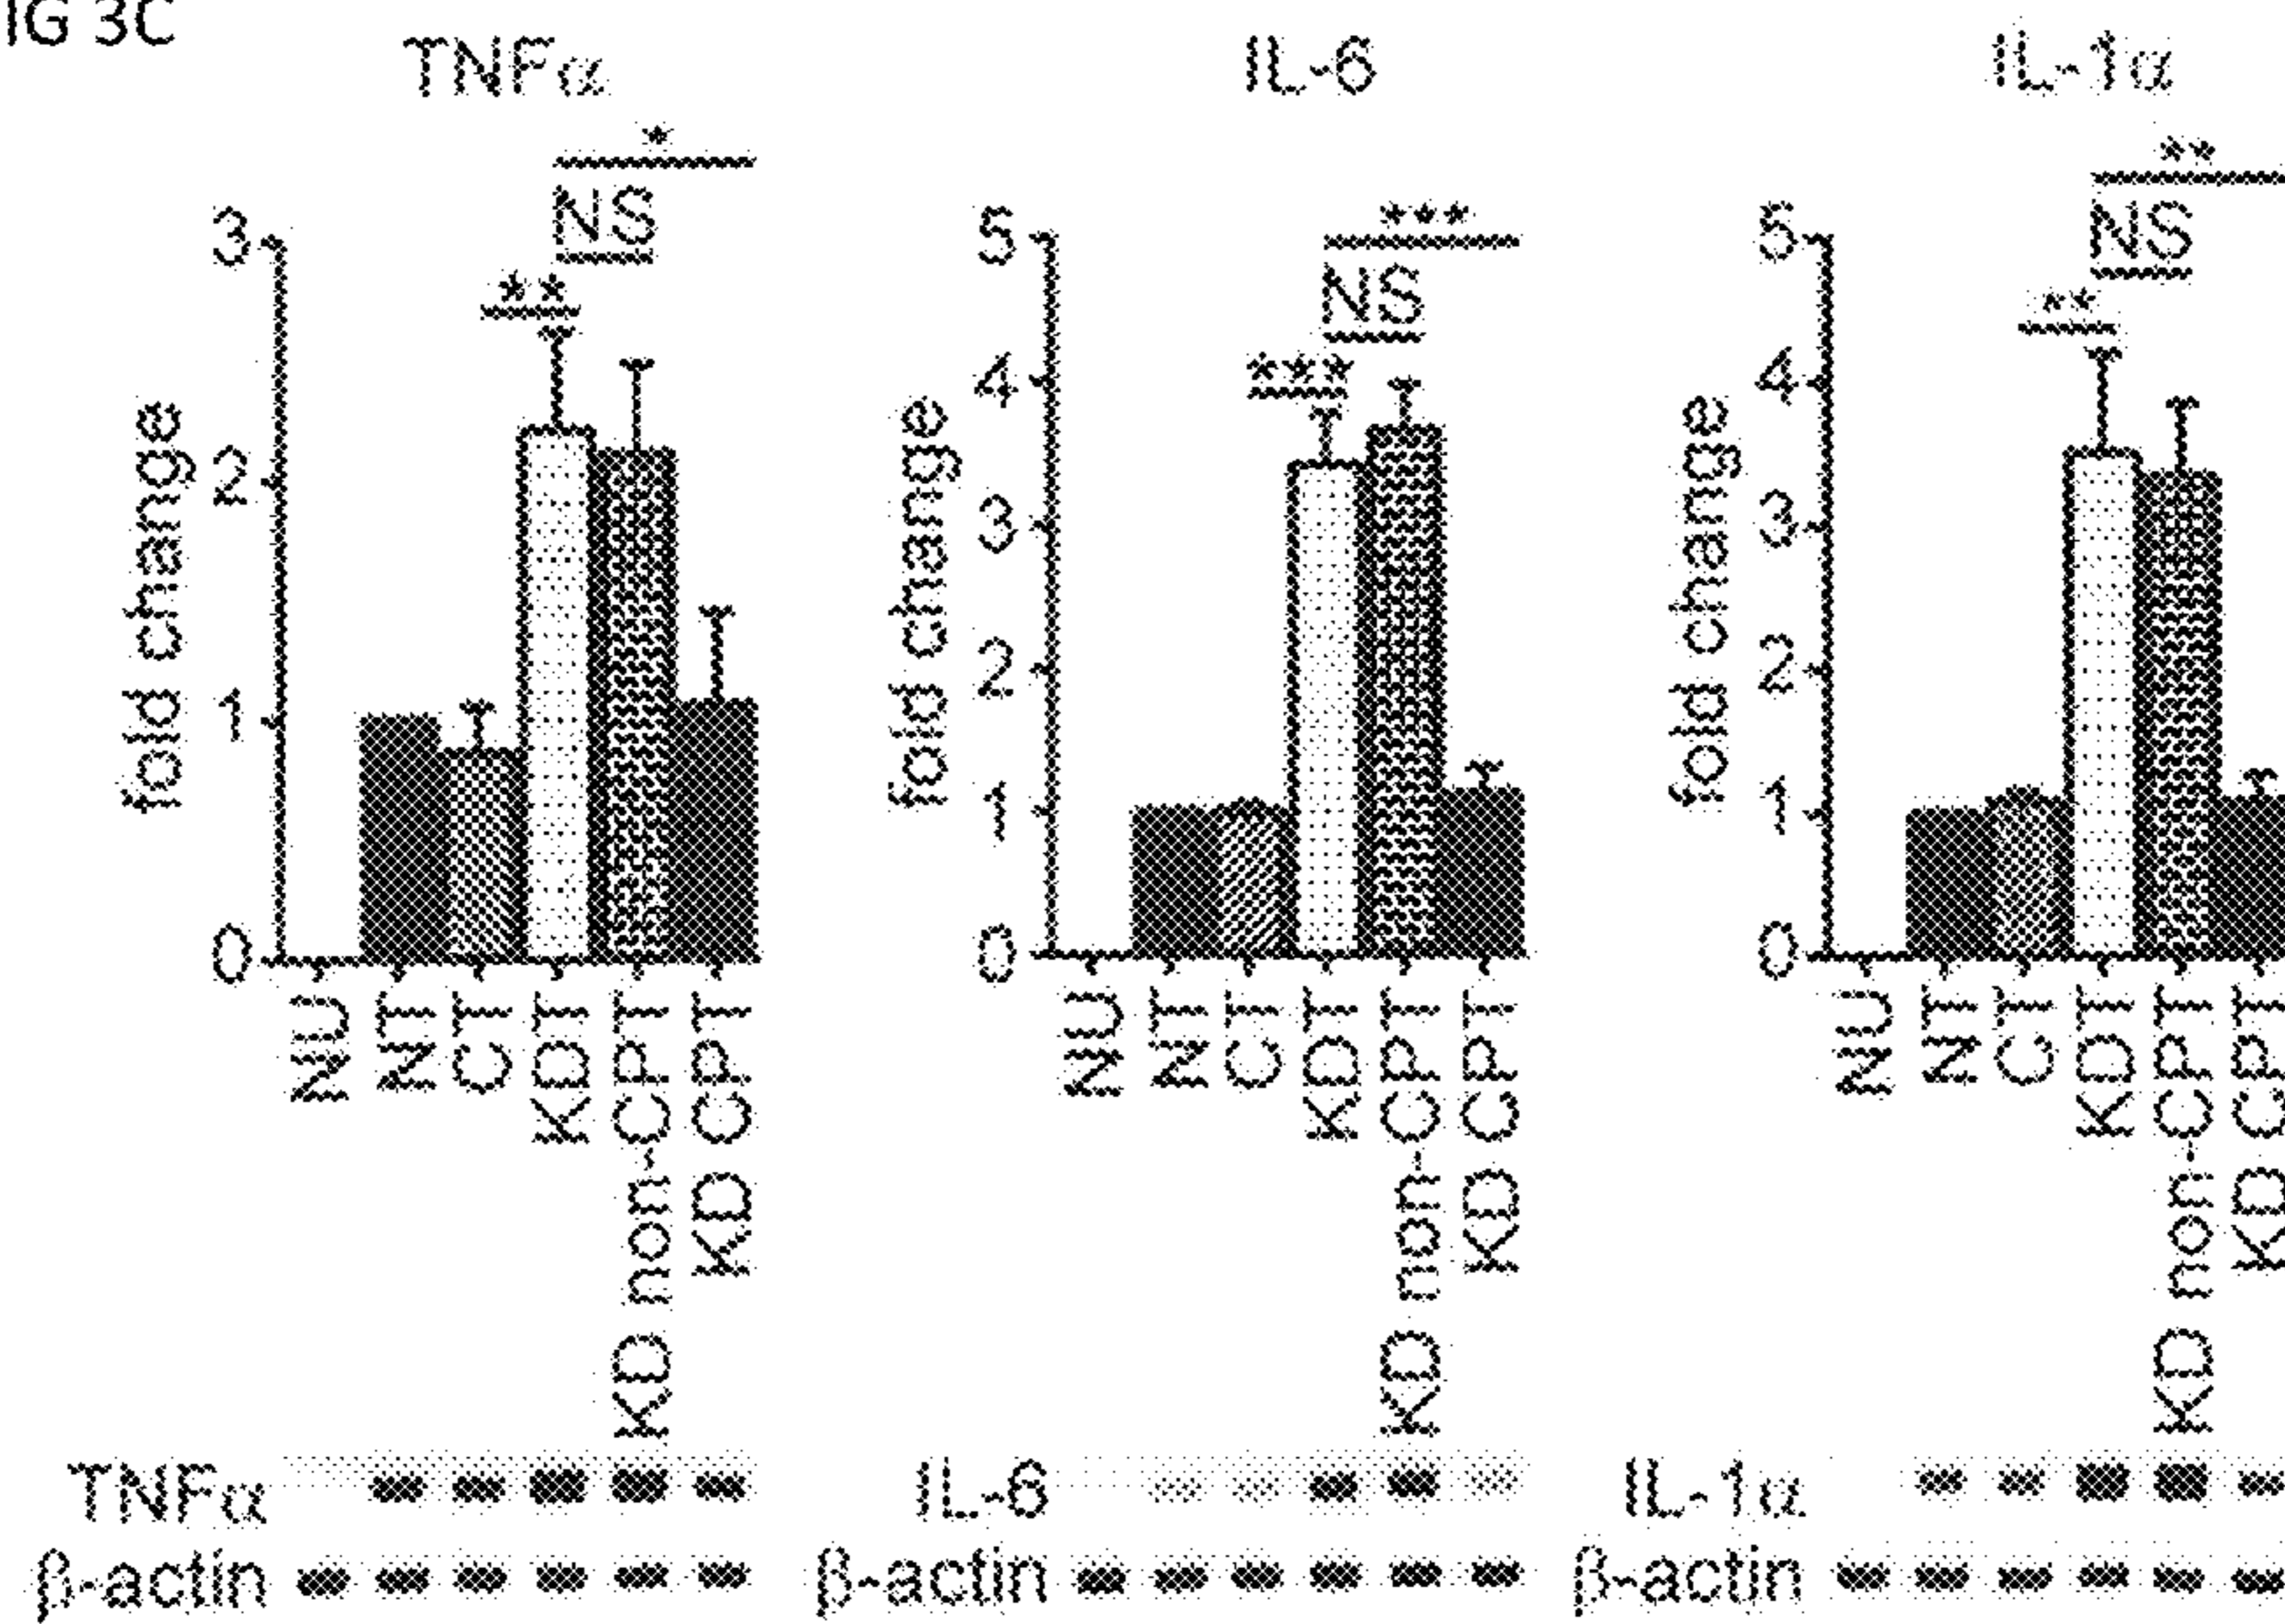 IG 3C
TNFα
*
NS
**
3
2
1
0
fold change
NU
NT
CT
KDT
KD non-CPT
KD CPT
TNFα
β-actin
IL-6
***
NS
***
5
4
3
2
1
0
fold change
NU
NT
CT
KDT
KD non-CPT
KD CPT
IL-6
β-actin
IL-1α
**
NS
**
5
4
3
2
1
0
fold change
NU
NT
CT
KDT
KD non-CPT
KD CPT
IL-1α
β-actin